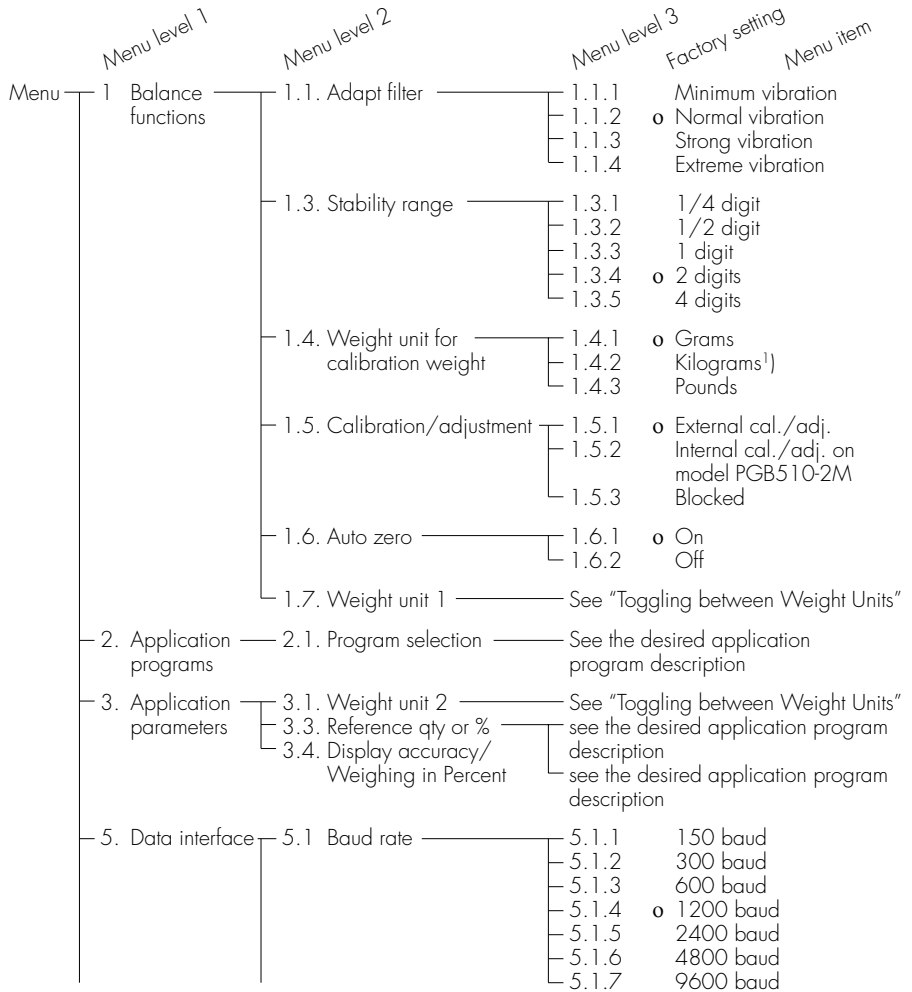 Menu level 1 Menu level 2 Menu level 3 Factory setting Menu item
Menu 1 Balance 1.1. Adapt filter 1.1.1 Minimum vibration
functions 1.1.2 o Normal vibration
1.1.3 Strong vibration
1.1.4 Extreme vibration
1.3. Stability range 1.3.1 1/4 digit
1.3.2 1/2 digit
1.3.3 1 digit
1.3.4 o 2 digits
1.3.5 4 digits
1.4. Weight unit for 1.4.1 o Grams
calibration weight 1.4.2 Kilograms1)
1.4.3 Pounds
1.5. Calibration/adjustment 1.5.1 o External cal./adj.
1.5.2 Internal cal./adj. on
model PGB510-2M
1.5.3 Blocked
1.6. Auto zero 1.6.1 o On
1.6.2 Off
1.7. Weight unit 1 See “Toggling between Weight Units”
2. Application 2.1. Program selection See the desired application
programs program description
3. Application 3.1. Weight unit 2 See “Toggling between Weight Units”
parameters 3.3. Reference qty or % see the desired application program
3.4. Display accuracy/ description
Weighing in Percent see the desired application program
description
5. Data interface 5.1 Baud rate 5.1.1 150 baud
5.1.2 300 baud
5.1.3 600 baud
5.1.4 o 1200 baud
5.1.5 2400 baud
5.1.6 4800 baud
5.1.7 9600 baud